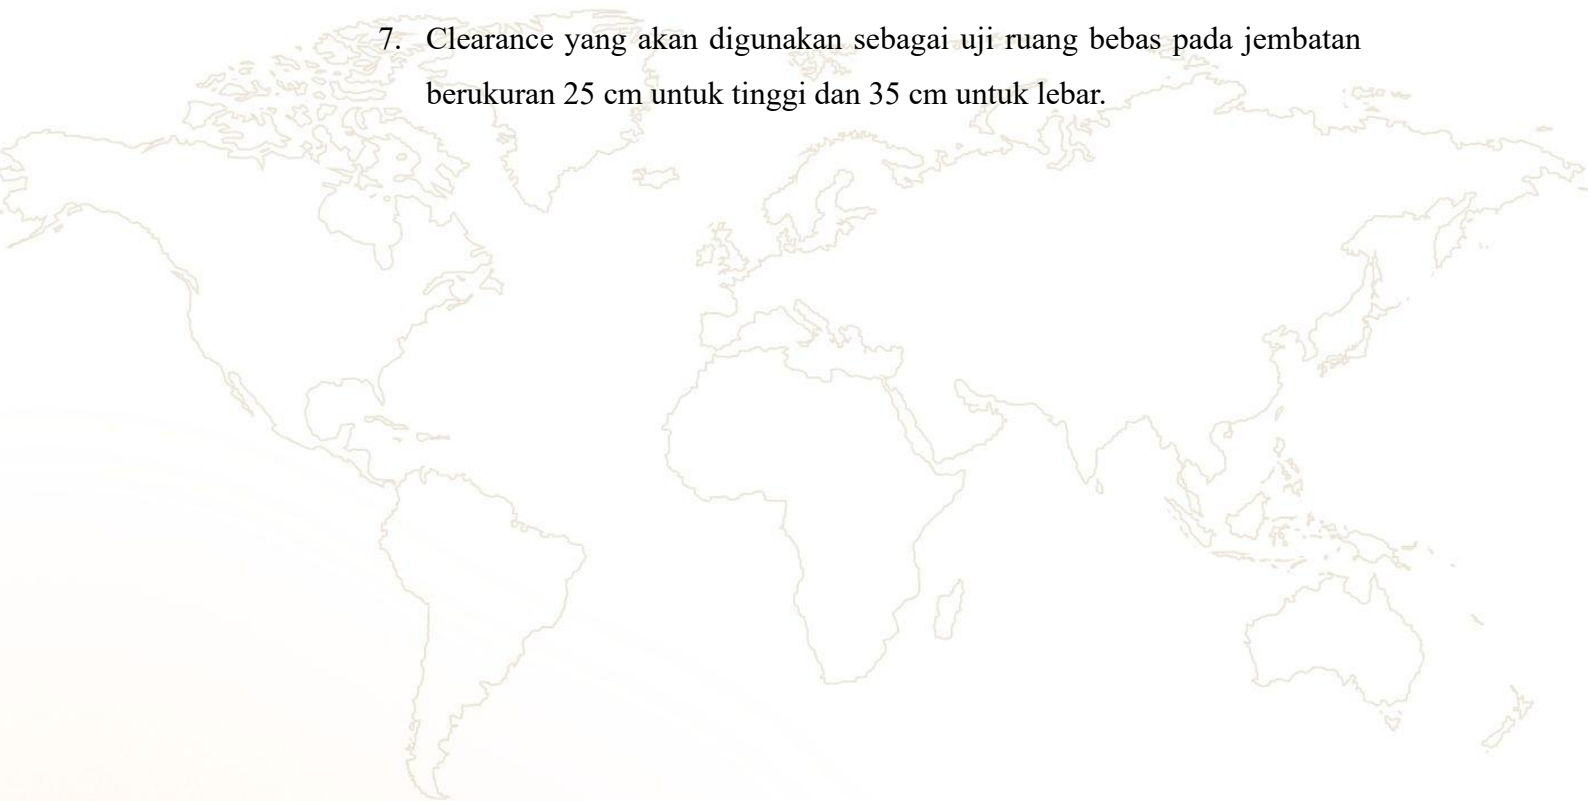 7. Clearance yang akan digunakan sebagai uji ruang bebas pada jembatan
berukuran 25 cm untuk tinggi dan 35 cm untuk lebar.